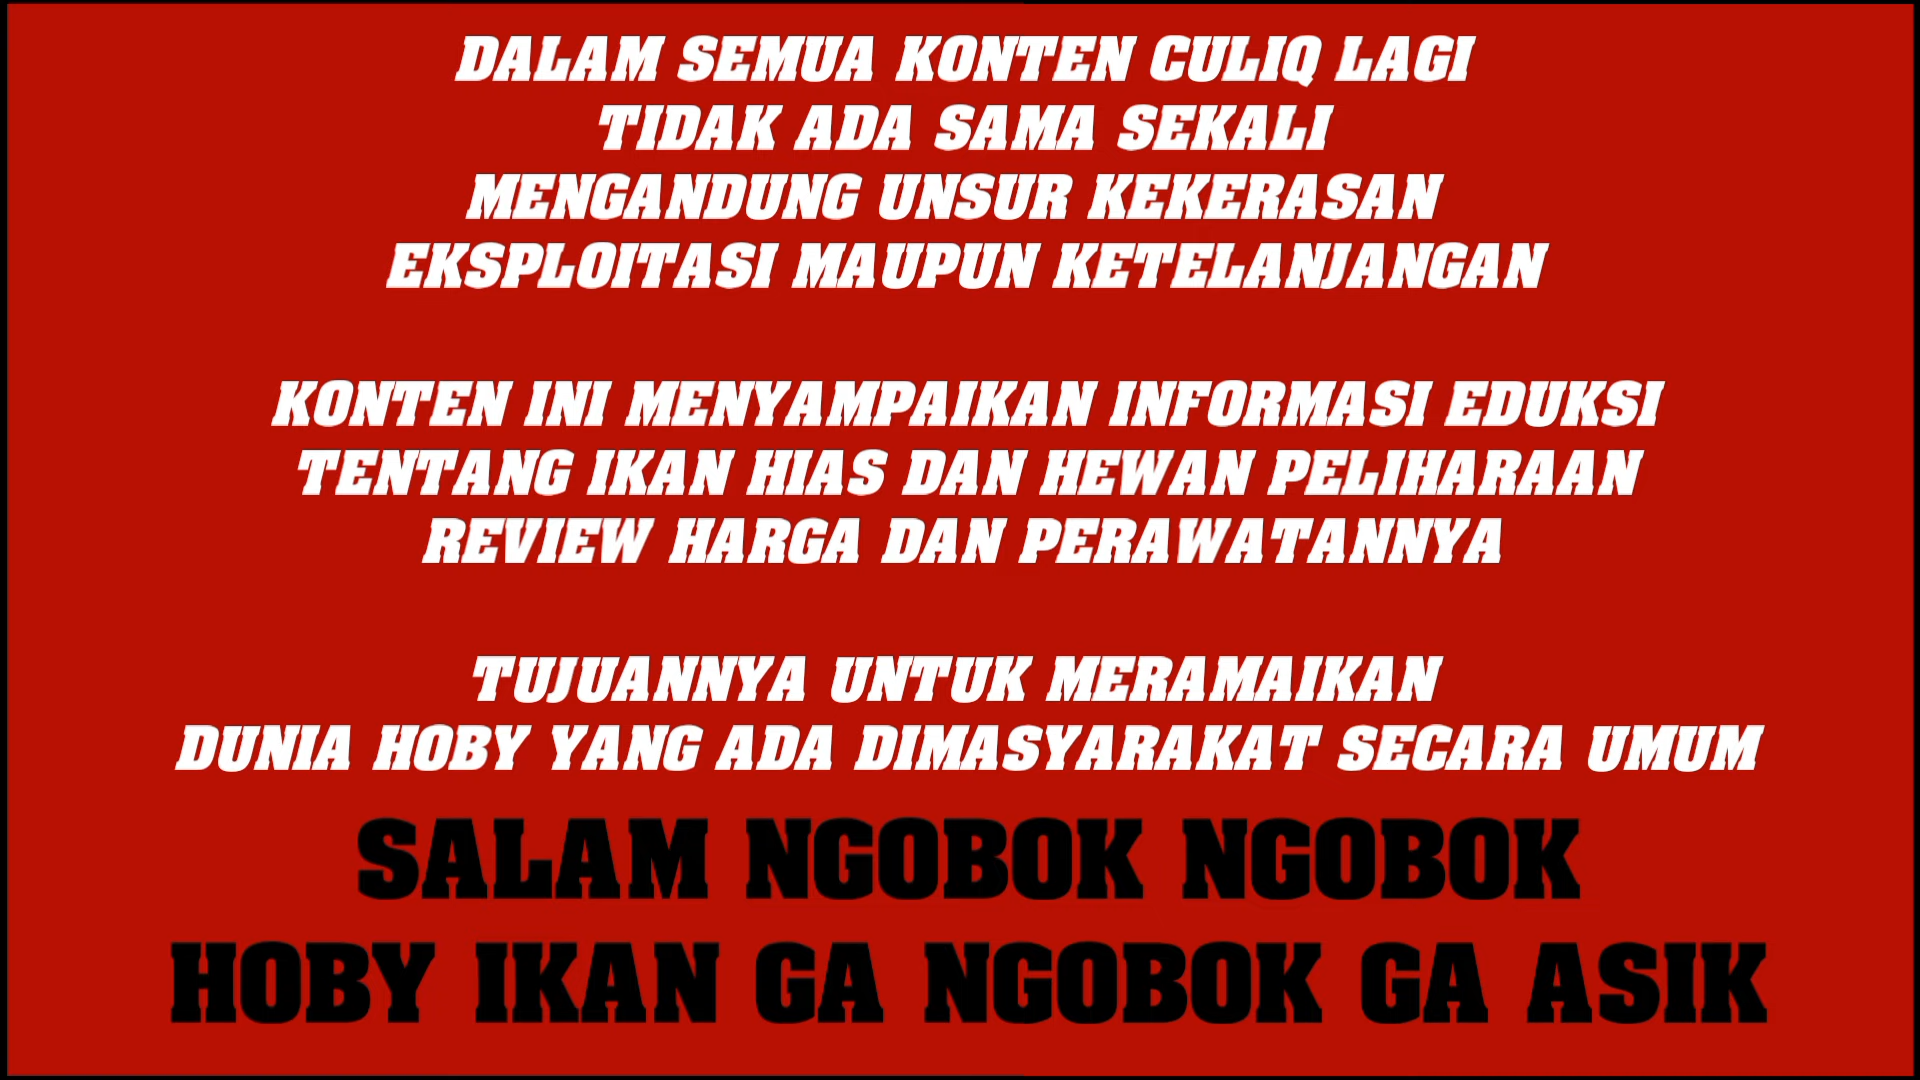 DALAM SEMUA KONTEN CULIQ LAGI
TIDAK ADA SAMA SEKALI
MENGANDUNG UNSUR KEKERASAN
EKSPLOITASI MAUPUN KETELANJANGAN
KONTEN INI MENYAMPAIKAN INFORMASI EDUKSI
TENTANG IKAN HIAS DAN HEWAN PELIHARAAN
REVIEW HARGA DAN PERAWATANNYA
TUJUANNYA UNTUK MERAMAIKAN
DUNIA HOBY YANG ADA DIMASYARAKAT SECARA UMUM
SALAM NGOBOK NGOBOK
HOBY IKAN GA NGOBOK GA ASIK